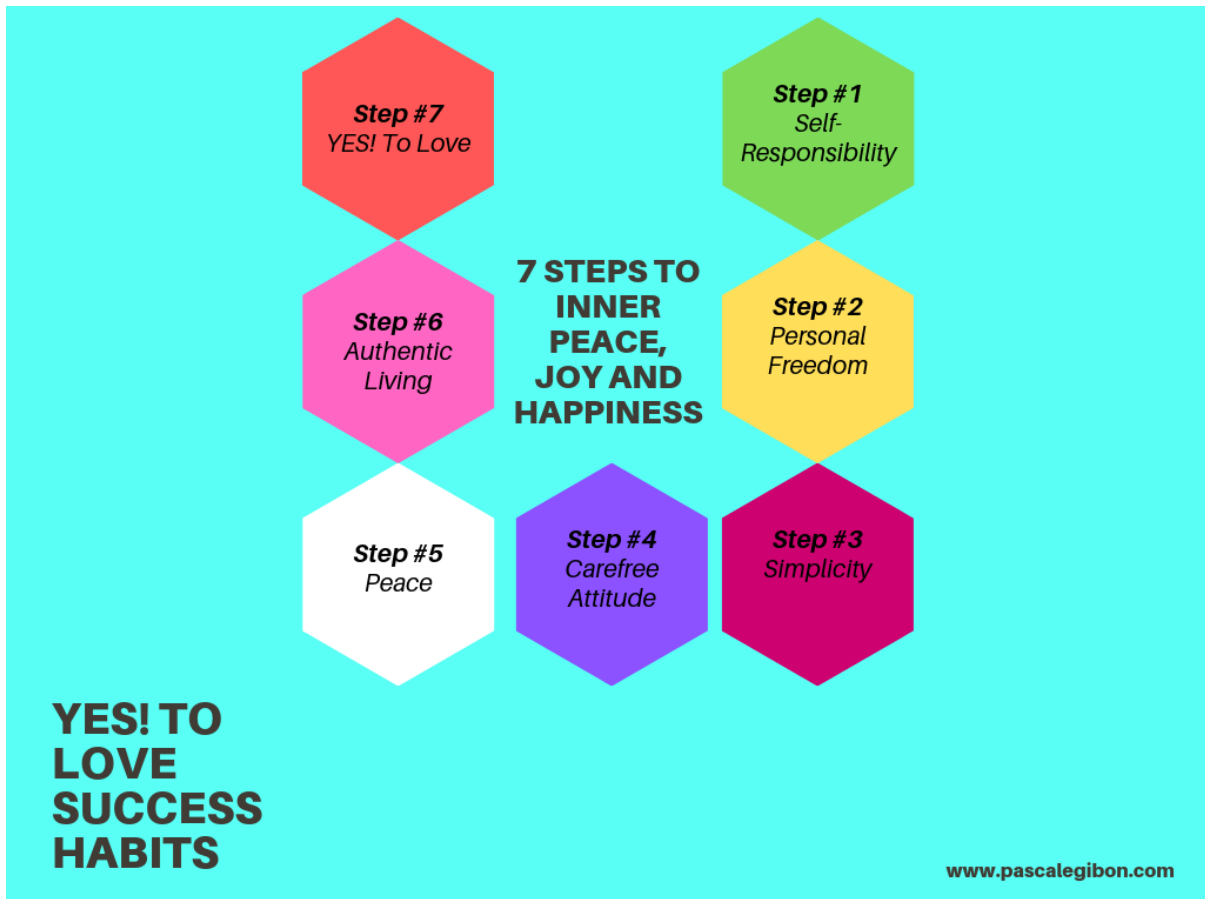 Step #7
YES! To Love
Step #1
Self-
Responsibility
7 STEPS TO
INNER
PEACE,
JOY AND
HAPPINESS
Step #6
Authentic
Living
Step #2
Personal
Freedom
Step #5
Peace
Step #4
Carefree
Attitude
Step #3
Simplicity
YES! TO
LOVE
SUCCESS
HABITS
www.pascalegibon.com